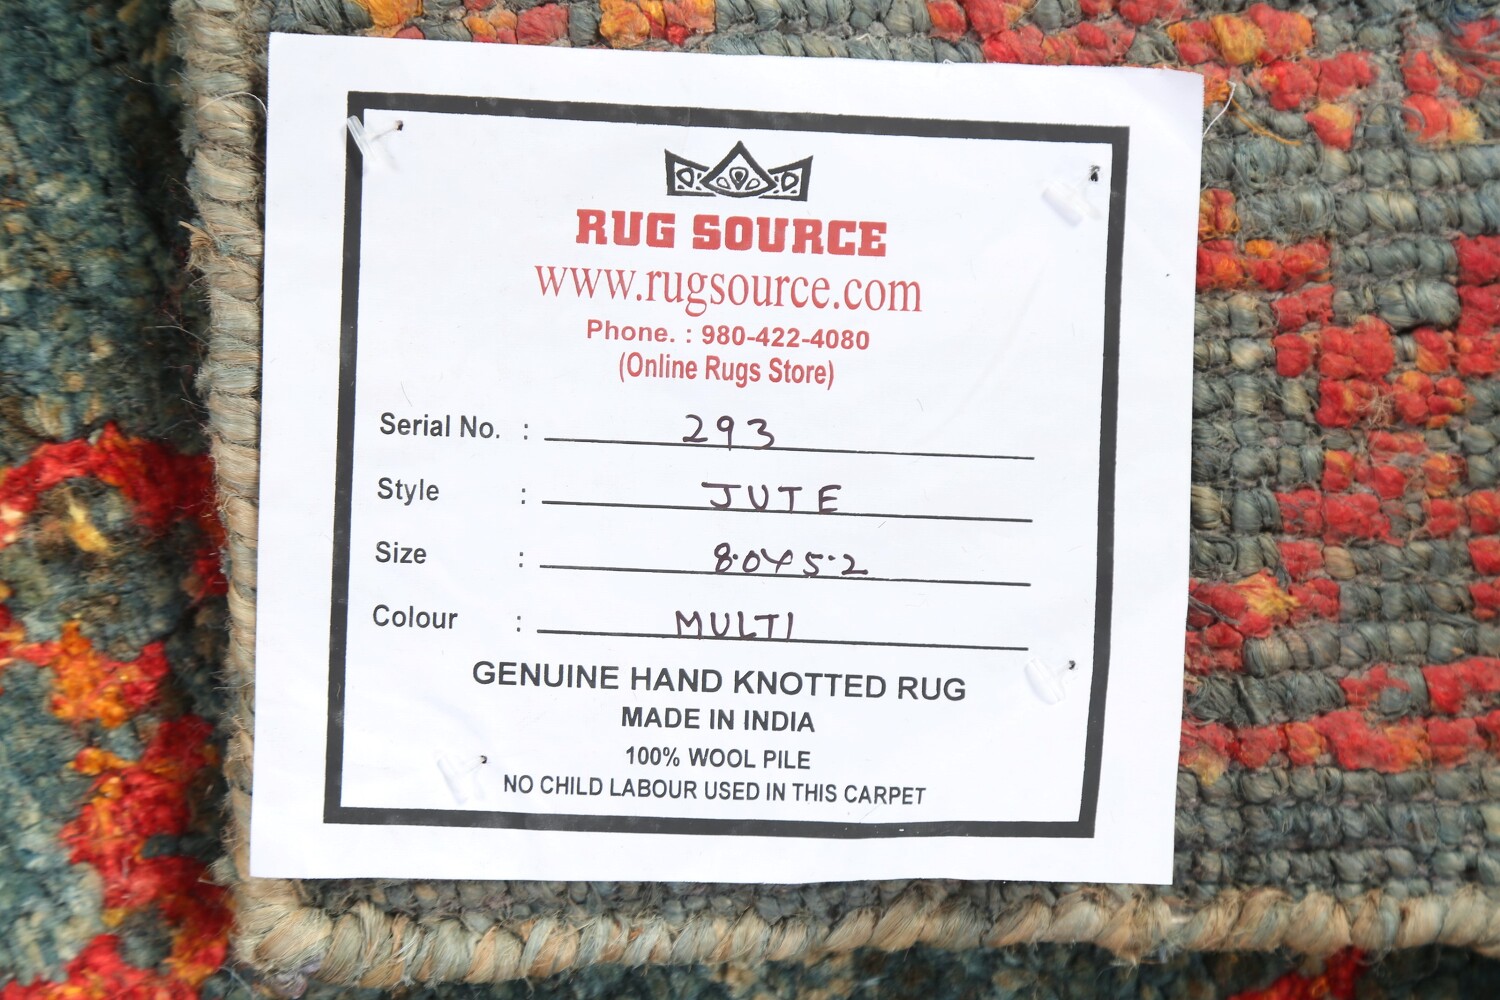 RUG SOURCE
www.rugsource.com
Phone. : 980-422-4080
(Online Rugs Store)
Serial No. : 293
Style : JUTE
Size : 8.0X5.2
Colour : MULTI
GENUINE HAND KNOTTED RUG
MADE IN INDIA
100% WOOL PILE
NO CHILD LABOUR USED IN THIS CARPET